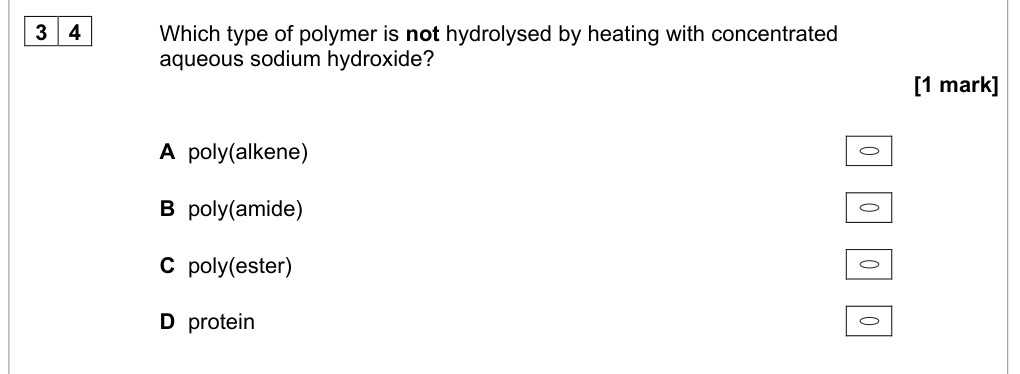 3 4 Which type of polymer is not hydrolysed by heating with concentrated
aqueous sodium hydroxide?
[1 mark]
A poly(alkene)
B poly(amide)
C poly(ester)
D protein